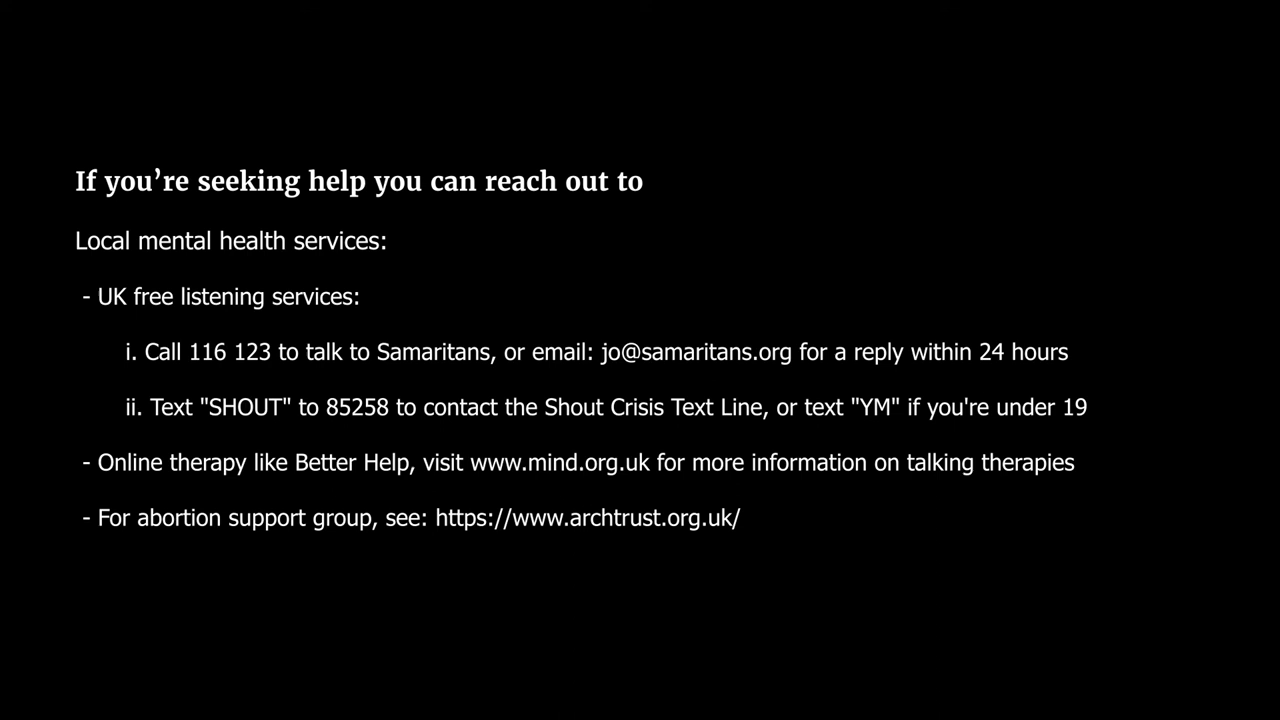 If you’re seeking help you can reach out to
Local mental health services:
- UK free listening services:
i. Call 116 123 to talk to Samaritans, or email: jo@samaritans.org for a reply within 24 hours
ii. Text "SHOUT" to 85258 to contact the Shout Crisis Text Line, or text "YM" if you're under 19
- Online therapy like Better Help, visit www.mind.org.uk for more information on talking therapies
- For abortion support group, see: https://www.archtrust.org.uk/